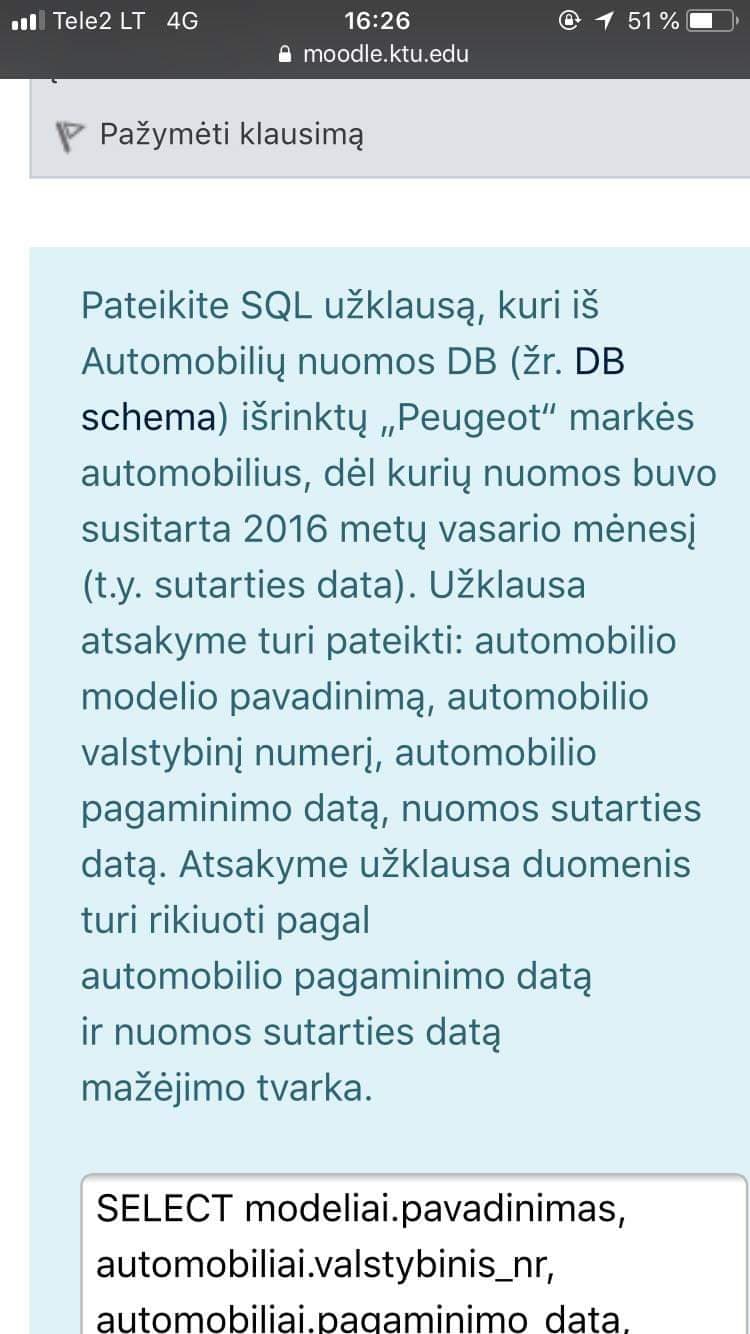 Tele2 LT 4G 16:26 51 %
moodle.ktu.edu
Pažymėti klausimą
Pateikite SQL užklausą, kuri iš
Automobilių nuomos DB (žr. DB
schema) išrinktų „Peugeot“ markės
automobilius, dėl kurių nuomos buvo
susitarta 2016 metų vasario mėnesį
(t.y. sutarties data). Užklausa
atsakyme turi pateikti: automobilio
modelio pavadinimą, automobilio
valstybinį numerį, automobilio
pagaminimo datą, nuomos sutarties
datą. Atsakyme užklausa duomenis
turi rikiuoti pagal
automobilio pagaminimo datą
ir nuomos sutarties datą
mažėjimo tvarka.
SELECT modeliai.pavadinimas,
automobiliai.valstybinis_nr,
automobiliai.pagaminimo_data,